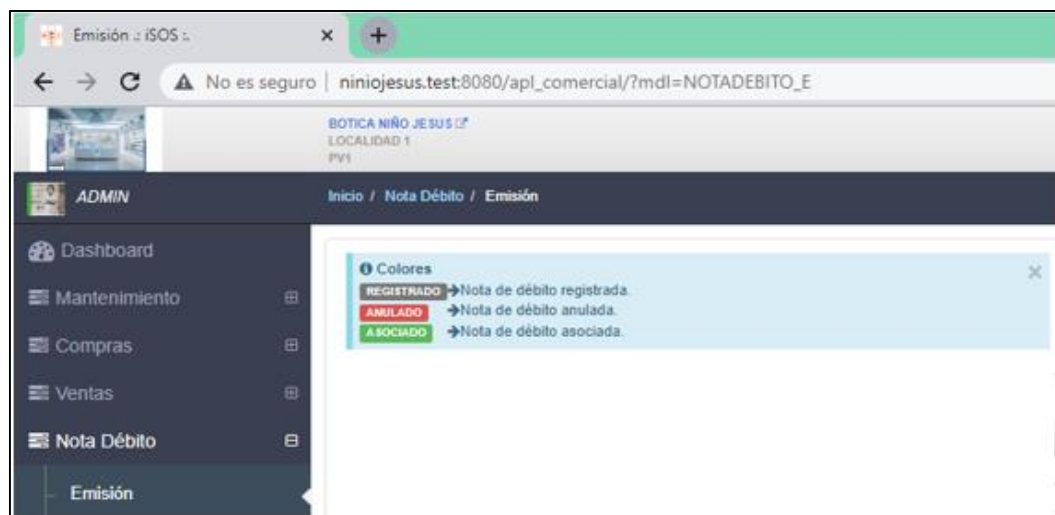 Emisión .: iSOS :.
No es seguro | niniojesus.test:8080/apl_comercial/?mdl=NOTADEBITO_E
BOTICA NIÑO JESUS
LOCALIDAD 1
PV1
ADMIN
Inicio / Nota Débito / Emisión
Dashboard
Mantenimiento
Compras
Ventas
Nota Débito
Emisión
Colores
REGISTRADO ➔Nota de débito registrada.
ANULADO ➔Nota de débito anulada.
ASOCIADO ➔Nota de débito asociada.